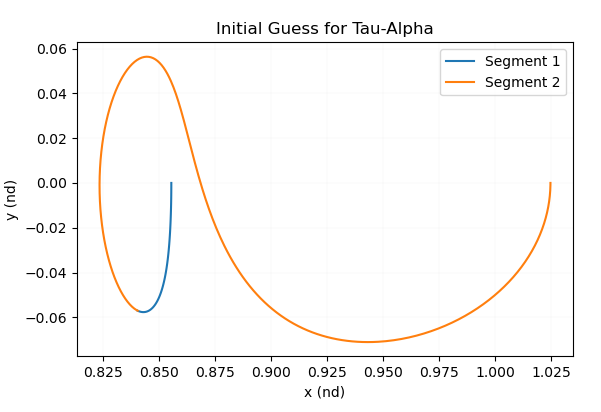 Initial Guess for Tau-Alpha
Segment 1
Segment 2
y (nd)
0.06
0.04
0.02
0.00
−0.02
−0.04
−0.06
0.825 0.850 0.875 0.900 0.925 0.950 0.975 1.000 1.025
x (nd)